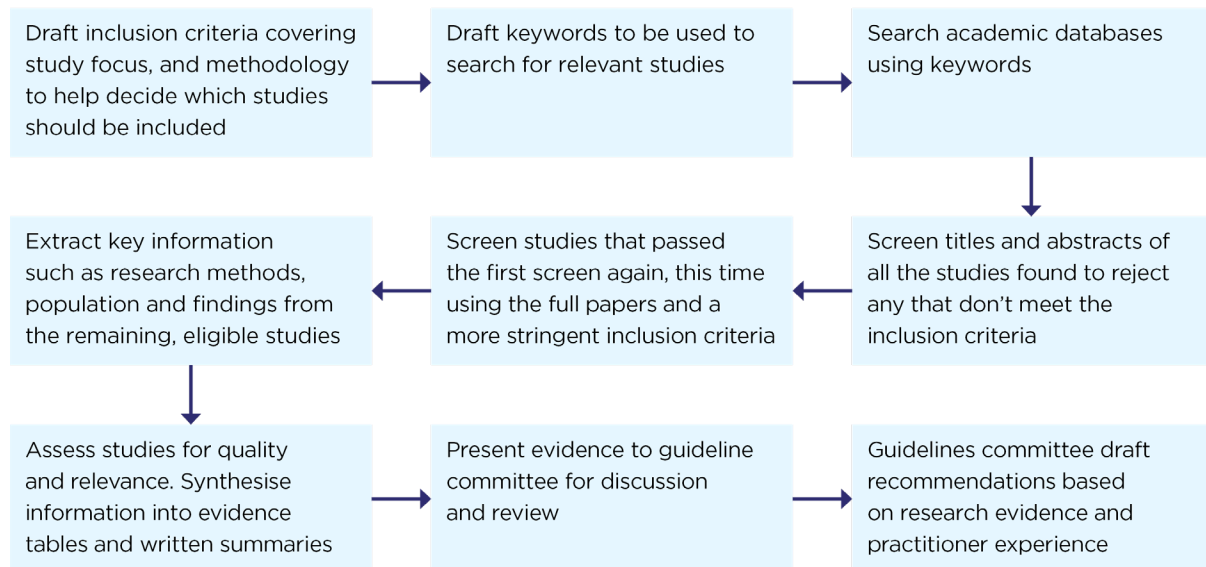 Draft inclusion criteria covering
study focus, and methodology
to help decide which studies
should be included
Draft keywords to be used to
search for relevant studies
Search academic databases
using keywords
Screen titles and abstracts of
all the studies found to reject
any that don’t meet the
inclusion criteria
Screen studies that passed
the first screen again, this time
using the full papers and a
more stringent inclusion criteria
Extract key information
such as research methods,
population and findings from
the remaining, eligible studies
Assess studies for quality
and relevance. Synthesise
information into evidence
tables and written summaries
Present evidence to guideline
committee for discussion
and review
Guidelines committee draft
recommendations based
on research evidence and
practitioner experience